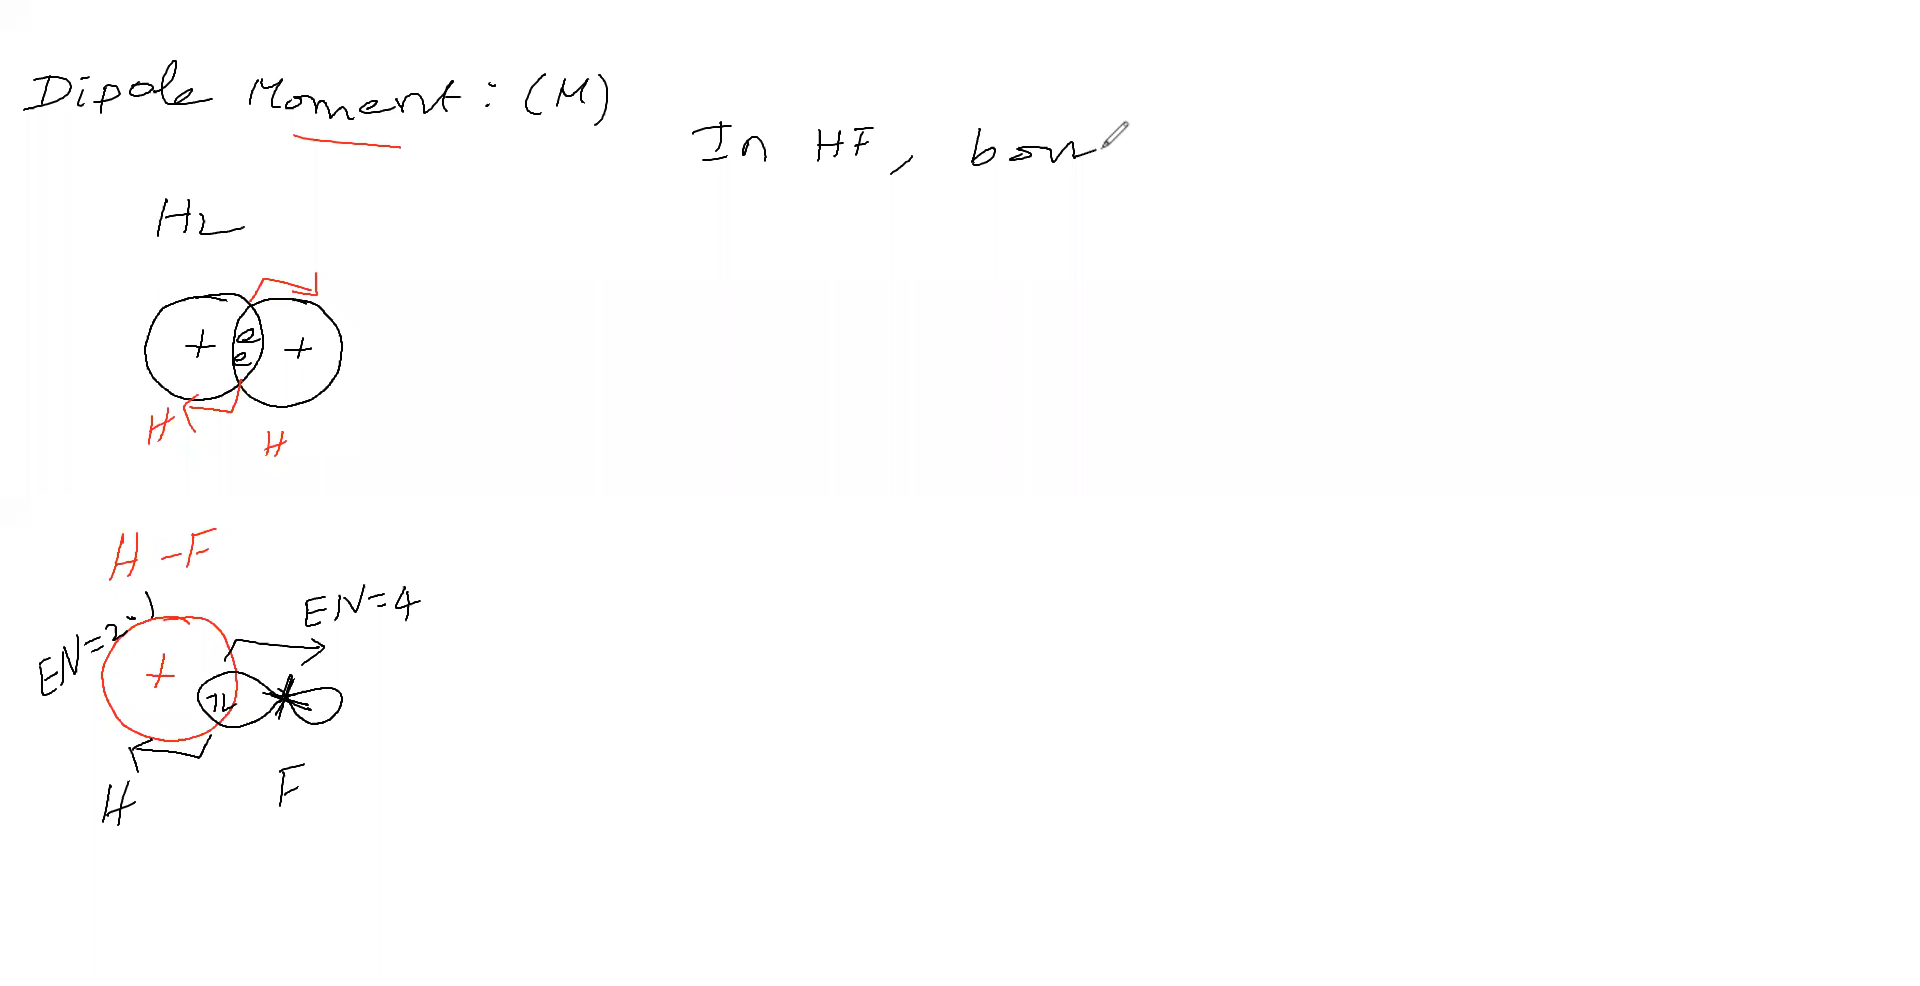 Dipole Moment : (M)
In HF, bon
H2
+ e +
e
H H
H-F
EN=4
EN=2.1
+
H F